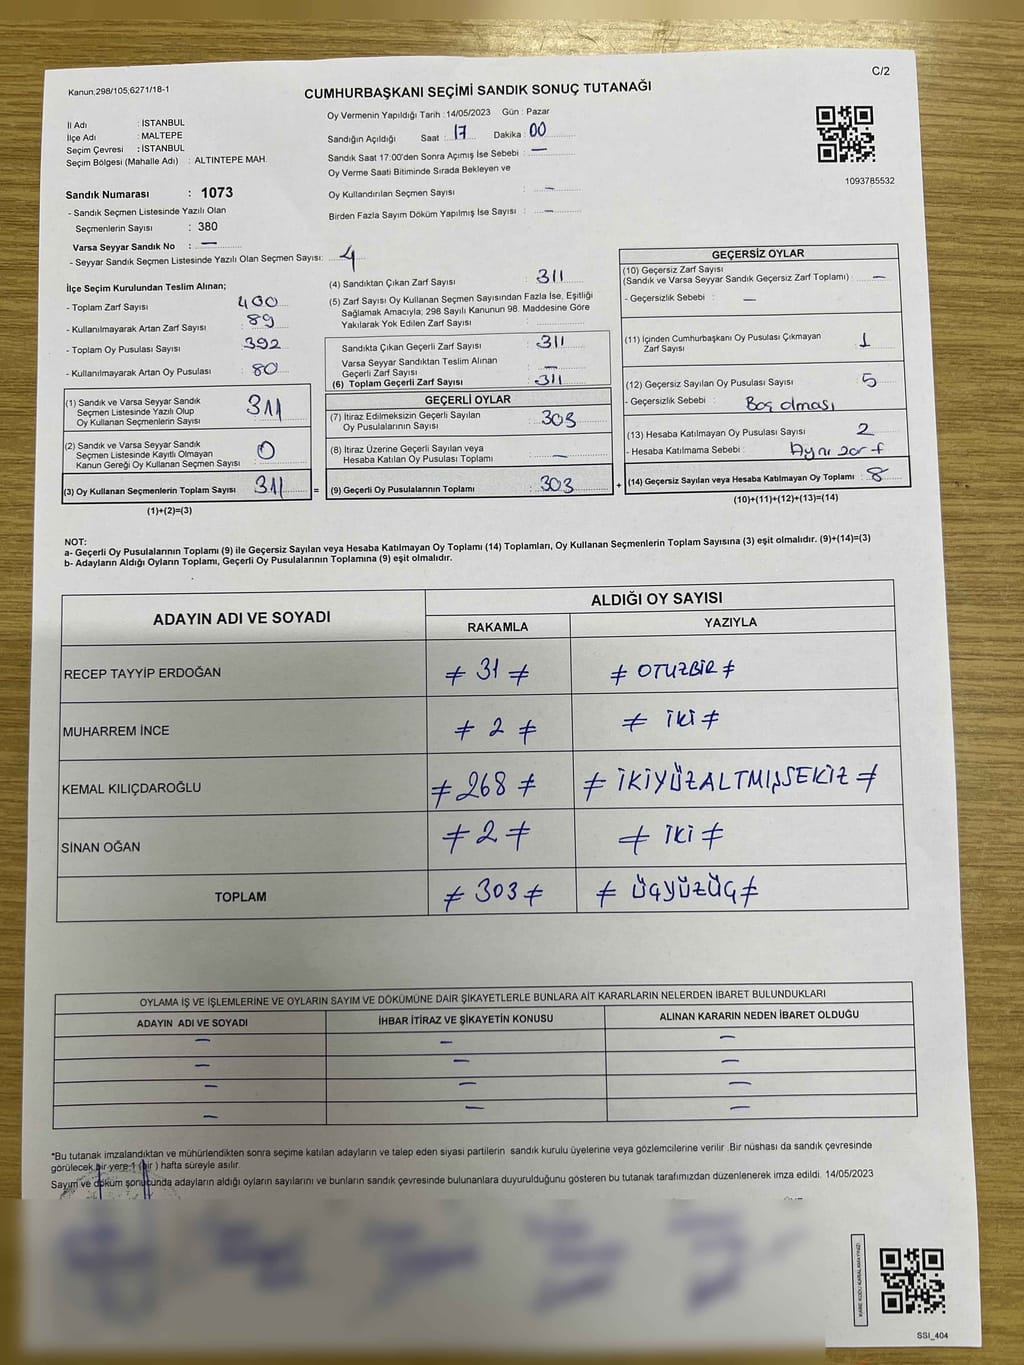 Kanun;298/105,6271/18-1
C/2
CUMHURBAŞKANI SEÇİMİ SANDIK SONUÇ TUTANAĞI
İl Adı : İSTANBUL
İlçe Adı : MALTEPE
Seçim Çevresi : İSTANBUL
Seçim Bölgesi (Mahalle Adı) : ALTINTEPE MAH.
Sandık Numarası : 1073
- Sandık Seçmen Listesinde Yazılı Olan
Seçmenlerin Sayısı : 380
Varsa Seyyar Sandık No : —
- Seyyar Sandık Seçmen Listesinde Yazılı Olan Seçmen Sayısı: 4
Oy Vermenin Yapıldığı Tarih : 14/05/2023 Gün : Pazar
Sandığın Açıldığı Saat : 17 Dakika : 00
Sandık Saat 17:00'den Sonra Açımış İse Sebebi : —
Oy Verme Saati Bitiminde Sırada Bekleyen ve
Oy Kullandırılan Seçmen Sayısı : —
Birden Fazla Sayım Döküm Yapılmış İse Sayısı : —
1093785532
İlçe Seçim Kurulundan Teslim Alınan;
- Toplam Zarf Sayısı : 400
- Kullanılmayarak Artan Zarf Sayısı : 89
- Toplam Oy Pusulası Sayısı : 392
- Kullanılmayarak Artan Oy Pusulası : 80
(1) Sandık ve Varsa Seyyar Sandık
Seçmen Listesinde Yazılı Olup
Oy Kullanan Seçmenlerin Sayısı : 311
(2) Sandık ve Varsa Seyyar Sandık
Seçmen Listesinde Kayıtlı Olmayan
Kanun Gereği Oy Kullanan Seçmen Sayısı : 0
(3) Oy Kullanan Seçmenlerin Toplam Sayısı : 311
(1)+(2)=(3)
=
(4) Sandıktan Çıkan Zarf Sayısı : 311
(5) Zarf Sayısı Oy Kullanan Seçmen Sayısından Fazla İse, Eşitliği
Sağlamak Amacıyla; 298 Sayılı Kanunun 98. Maddesine Göre
Yakılarak Yok Edilen Zarf Sayısı :
Sandıkta Çıkan Geçerli Zarf Sayısı : 311
Varsa Seyyar Sandıktan Teslim Alınan
Geçerli Zarf Sayısı : —
(6) Toplam Geçerli Zarf Sayısı : 311
GEÇERLİ OYLAR
(7) İtiraz Edilmeksizin Geçerli Sayılan
Oy Pusulalarının Sayısı : 303
(8) İtiraz Üzerine Geçerli Sayılan veya
Hesaba Katılan Oy Pusulası Toplamı : —
(9) Geçerli Oy Pusulalarının Toplamı : 303
+
GEÇERSİZ OYLAR
(10) Geçersiz Zarf Sayısı
(Sandık ve Varsa Seyyar Sandık Geçersiz Zarf Toplamı) : —
- Geçersizlik Sebebi : —
(11) İçinden Cumhurbaşkanı Oy Pusulası Çıkmayan
Zarf Sayısı : 1
(12) Geçersiz Sayılan Oy Pusulası Sayısı : 5
- Geçersizlik Sebebi : Boş olması
(13) Hesaba Katılmayan Oy Pusulası Sayısı : 2
- Hesaba Katılmama Sebebi : Aynı zarf
(14) Geçersiz Sayılan veya Hesaba Katılmayan Oy Toplamı : 8
(10)+(11)+(12)+(13)=(14)
NOT:
a- Geçerli Oy Pusulalarının Toplamı (9) ile Geçersiz Sayılan veya Hesaba Katılmayan Oy Toplamı (14) Toplamları, Oy Kullanan Seçmenlerin Toplam Sayısına (3) eşit olmalıdır. (9)+(14)=(3)
b- Adayların Aldığı Oyların Toplamı, Geçerli Oy Pusulalarının Toplamına (9) eşit olmalıdır.
ADAYIN ADI VE SOYADI
ALDIĞI OY SAYISI
RAKAMLA YAZIYLA
RECEP TAYYİP ERDOĞAN ≠ 31 ≠ ≠ OTUZBİR ≠
MUHARREM İNCE ≠ 2 ≠ ≠ İKİ ≠
KEMAL KILIÇDAROĞLU ≠ 268 ≠ ≠ İKİYÜZALTMIŞSEKİZ ≠
SİNAN OĞAN ≠ 2 ≠ ≠ İKİ ≠
TOPLAM ≠ 303 ≠ ≠ ÜÇYÜZÜÇ ≠
OYLAMA İŞ VE İŞLEMLERİNE VE OYLARIN SAYIM VE DÖKÜMÜNE DAİR ŞİKAYETLERLE BUNLARA AİT KARARLARIN NELERDEN İBARET BULUNDUKLARI
ADAYIN ADI VE SOYADI İHBAR İTİRAZ VE ŞİKAYETİN KONUSU ALINAN KARARIN NEDEN İBARET OLDUĞU
— — —
— — —
— — —
— — —
*Bu tutanak imzalandıktan ve mühürlendikten sonra seçime katılan adayların ve talep eden siyasi partilerin sandık kurulu üyelerine veya gözlemcilerine verilir .Bir nüshası da sandık çevresinde
görülecek bir yere 1 (bir ) hafta süreyle asılır.
Sayım ve döküm sonucunda adayların aldığı oyların sayılarını ve bunların sandık çevresinde bulunanlara duyurulduğunu gösteren bu tutanak tarafımızdan düzenlenerek imza edildi. 14/05/2023
SSI_404